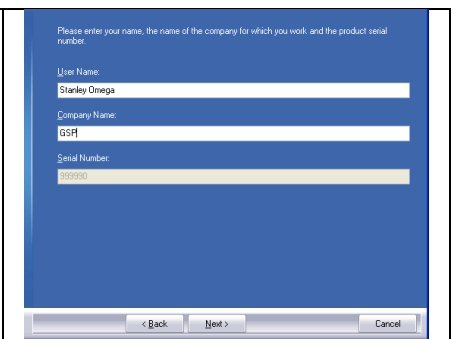 Please enter your name, the name of the company for which you work and the product serial
number.
User Name:
Stanley Omega
Company Name:
GSP
Serial Number:
999990
< Back
Next >
Cancel